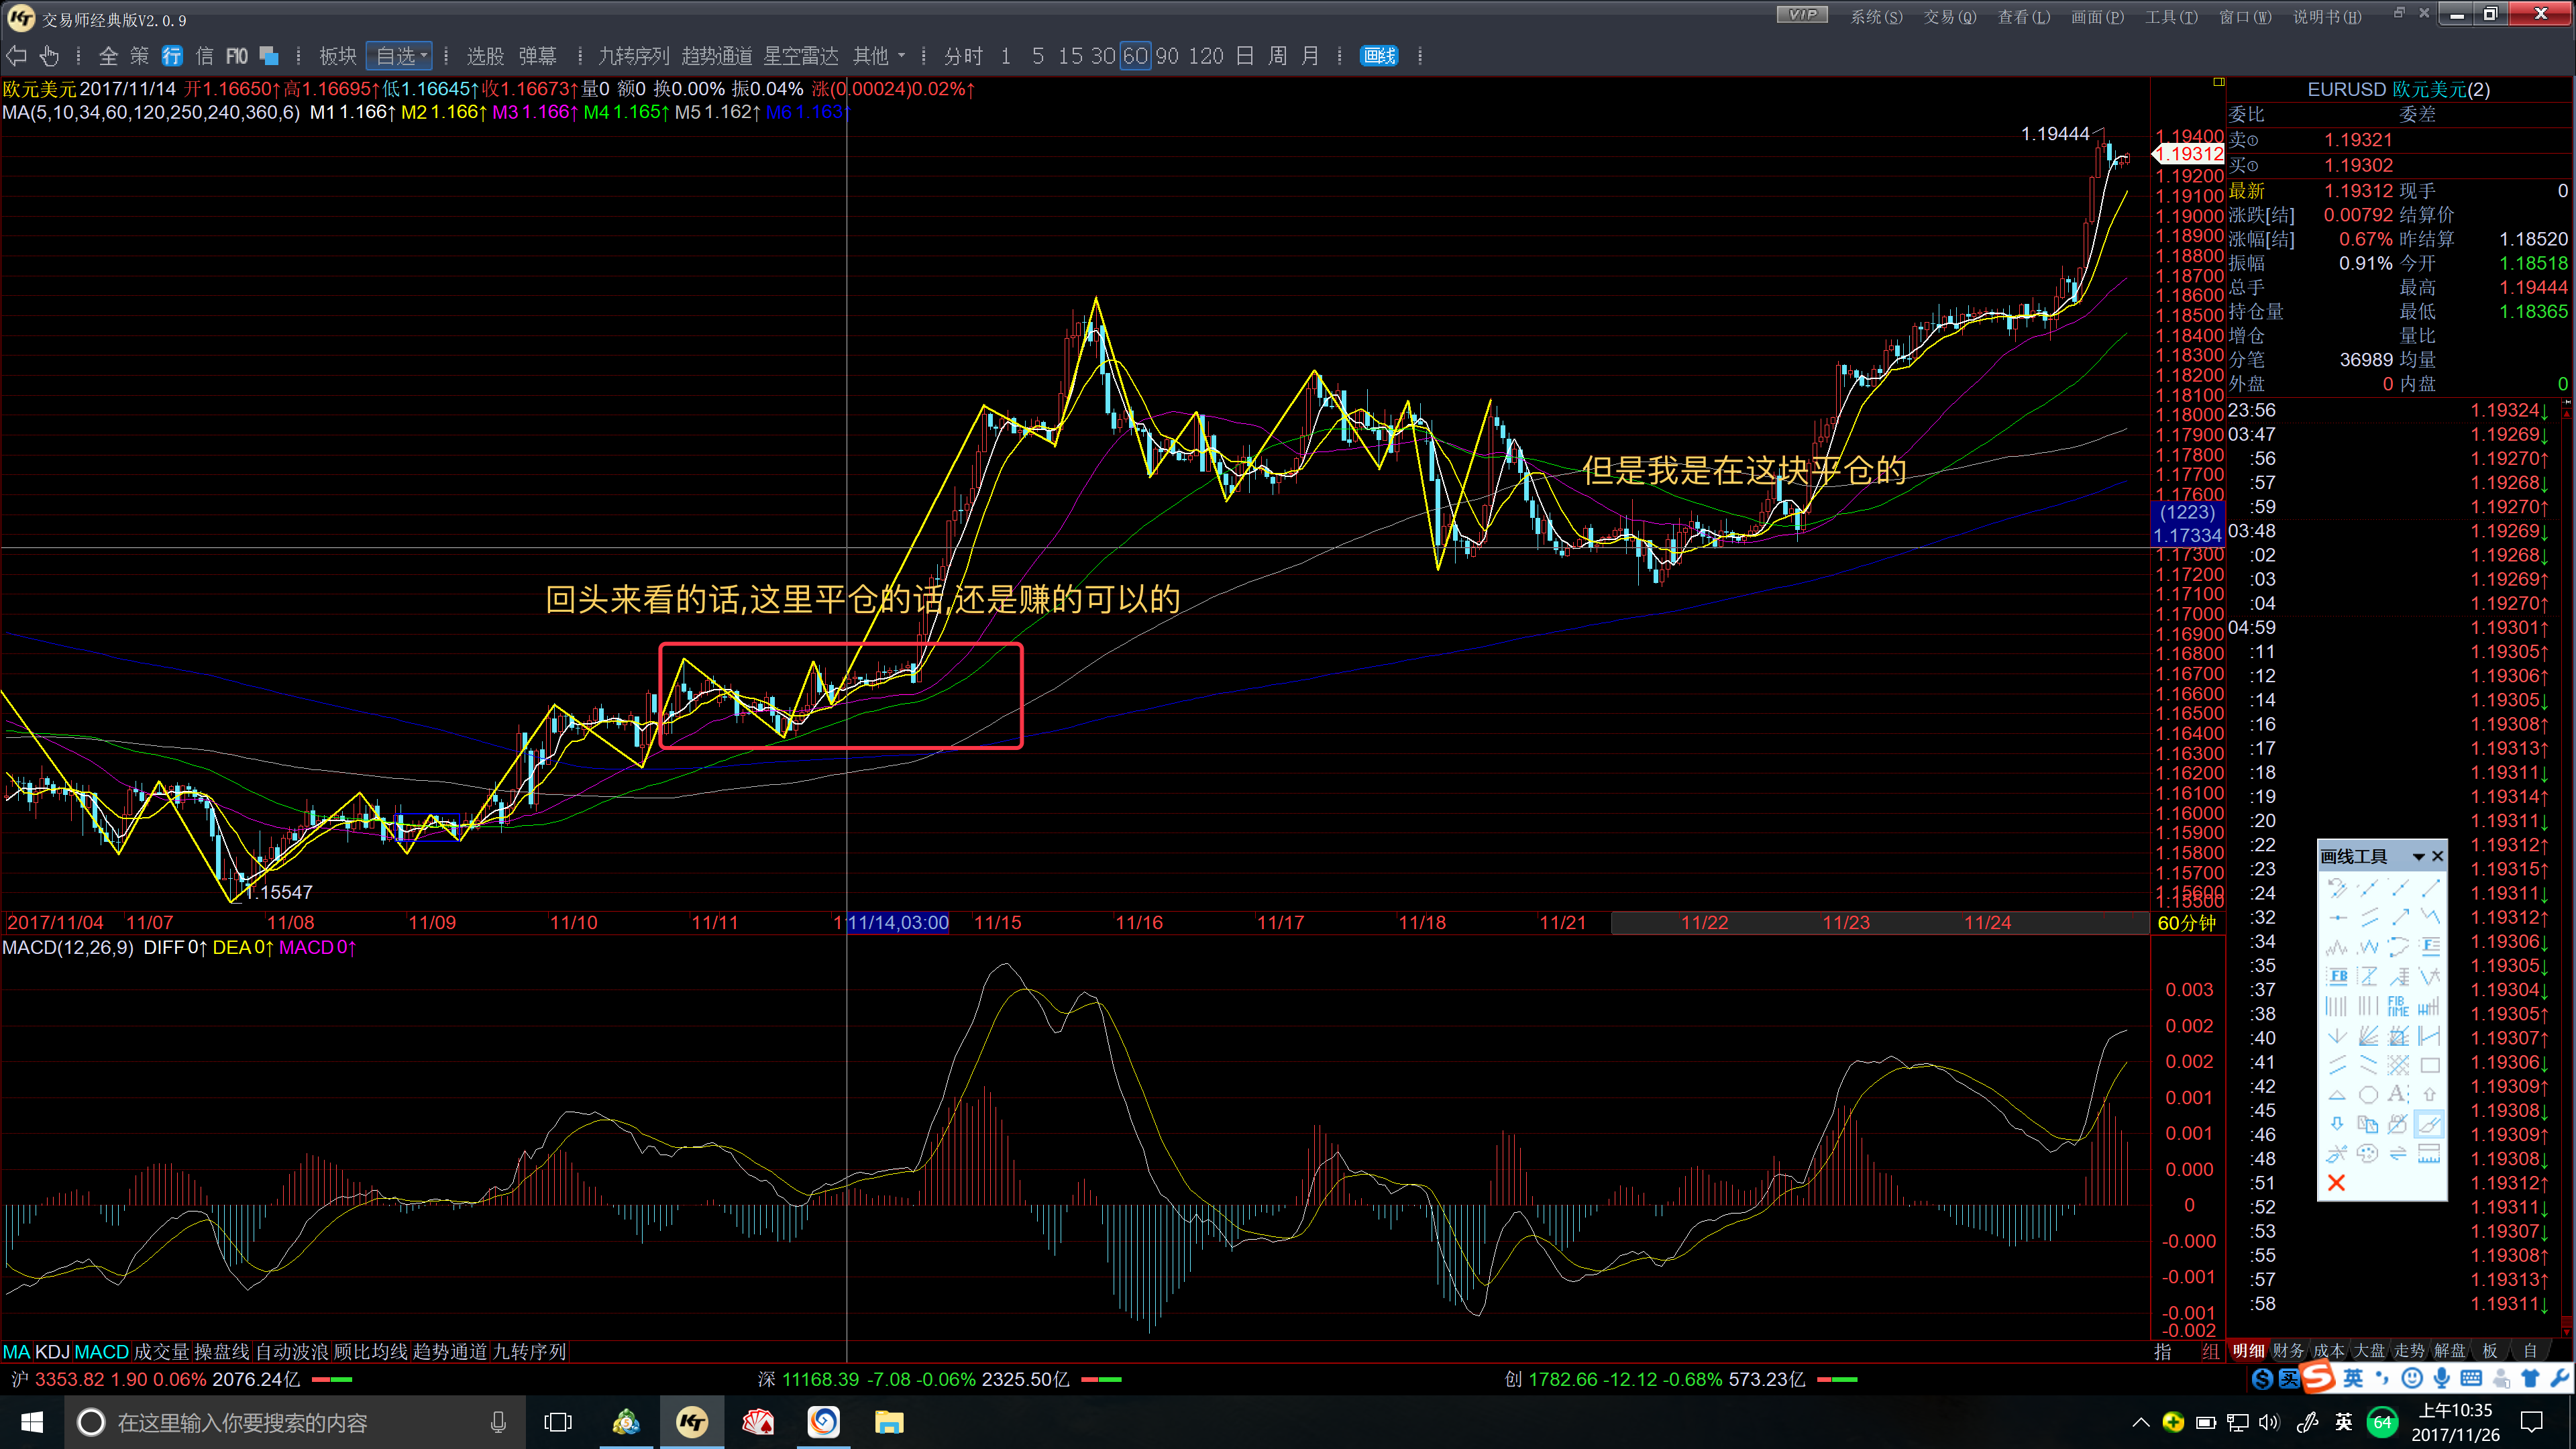 交易师经典版V2.0.9
VIP 系统(S) 交易(Q) 查看(L) 画面(P) 工具(T) 窗口(W) 说明书(H)
全 策 行 信 F10 板块 自选 选股 弹幕 九转序列 趋势通道 星空雷达 其他 分时 1 5 15 30 60 90 120 日 周 月 画线
欧元美元 2017/11/14 开1.16650↑高1.16695↑低1.16645↑收1.16673↑量0 额0 换0.00% 振0.04% 涨(0.00024)0.02%↑
MA(5,10,34,60,120,250,240,360,6) M1 1.166↑ M2 1.166↑ M3 1.166↑ M4 1.165↑ M5 1.162↑ M6 1.163↑
1.19444
但是我是在这块平仓的
回头来看的话,这里平仓的话,还是赚的可以的
1.15547
1.19400
1.19312
1.19200
1.19100
1.19000
1.18900
1.18800
1.18700
1.18600
1.18500
1.18400
1.18300
1.18200
1.18100
1.18000
1.17900
1.17800
1.17700
1.17600
(1223)
1.17334
1.17300
1.17200
1.17100
1.17000
1.16900
1.16800
1.16700
1.16600
1.16500
1.16400
1.16300
1.16200
1.16100
1.16000
1.15900
1.15800
1.15700
1.15600
1.15500
2017/11/04 11/07 11/08 11/09 11/10 11/11 11/14,03:00 11/15 11/16 11/17 11/18 11/21 11/22 11/23 11/24 60分钟
MACD(12,26,9) DIFF 0↑ DEA 0↑ MACD 0↑
0.003
0.002
0.002
0.001
0.001
0.000
0
-0.000
-0.001
-0.001
-0.002
MA KDJ MACD 成交量 操盘线 自动波浪 顾比均线 趋势通道 九转序列 指 组
EURUSD 欧元美元(2)
委比 委差
卖① 1.19321
买① 1.19302
最新 1.19312 现手 0
涨跌[结] 0.00792 结算价
涨幅[结] 0.67% 昨结算 1.18520
振幅 0.91% 今开 1.18518
总手 最高 1.19444
持仓量 最低 1.18365
增仓 量比
分笔 36989 均量
外盘 0 内盘 0
23:56 1.19324↓
03:47 1.19269↓
:56 1.19270↑
:57 1.19268↓
:59 1.19270↑
03:48 1.19269↓
:02 1.19268↓
:03 1.19269↑
:04 1.19270↑
04:59 1.19301↑
:11 1.19305↑
:12 1.19306↑
:14 1.19305↓
:16 1.19308↑
:17 1.19313↑
:18 1.19311↓
:19 1.19314↑
:20 1.19311↓
:22 1.19312↑
:23 1.19315↑
:24 1.19311↓
:32 1.19312↑
:34 1.19306↓
:35 1.19305↓
:37 1.19304↓
:38 1.19305↑
:40 1.19307↑
:41 1.19306↓
:42 1.19309↑
:45 1.19308↓
:46 1.19309↑
:48 1.19308↓
:51 1.19312↑
:52 1.19311↓
:53 1.19307↓
:55 1.19308↑
:57 1.19313↑
:58 1.19311↓
画线工具
FB
FIB TIME
明细 财务 成本 大盘 走势 解盘 板 自
沪 3353.82 1.90 0.06% 2076.24亿 深 11168.39 -7.08 -0.06% 2325.50亿 创 1782.66 -12.12 -0.68% 573.23亿
英
在这里输入你要搜索的内容
英 64 上午10:35
2017/11/26